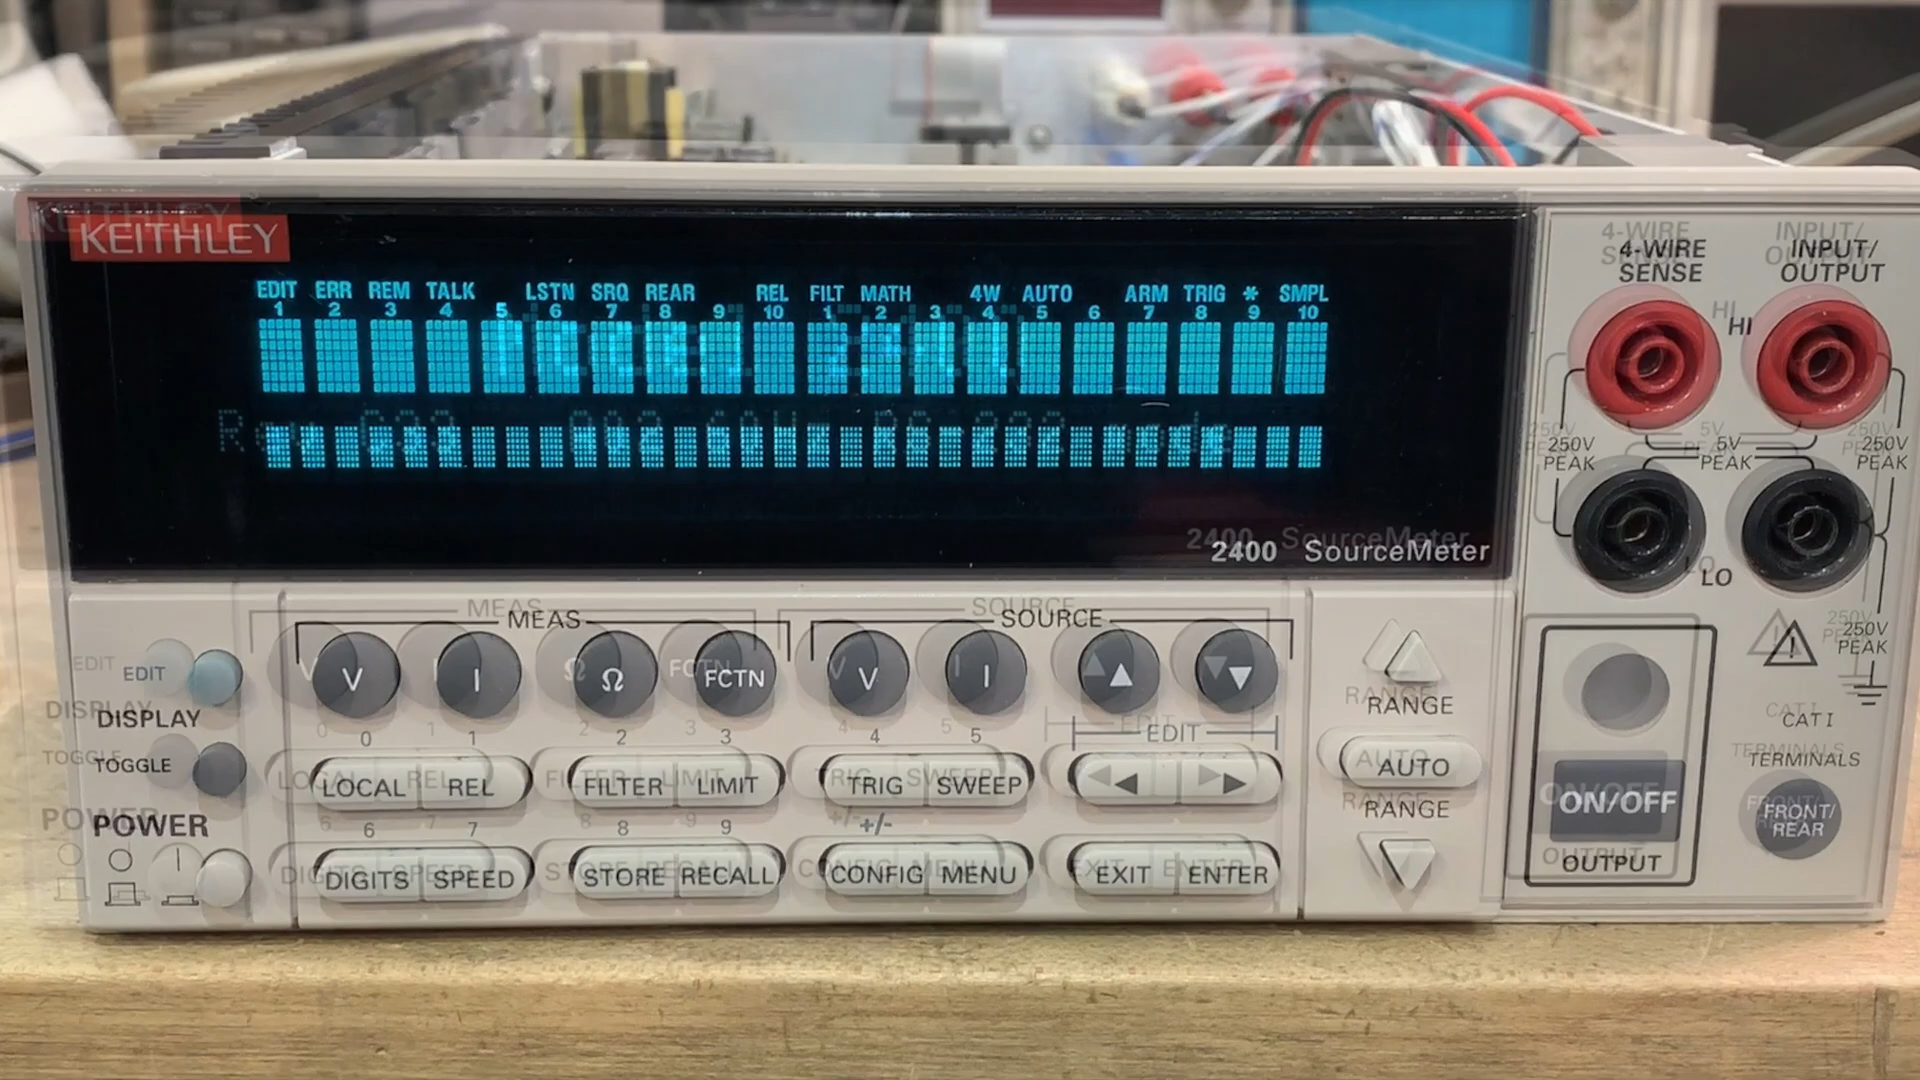 KEITHLEY
EDIT ERR REM TALK LSTN SRQ REAR REL FILT MATH 4W AUTO ARM TRIG * SMPL
1 2 3 4 5 6 7 8 9 10 1 2 3 4 5 6 7 8 9 10
Model 2400
2400 SourceMeter
4-WIRE SENSE
INPUT/OUTPUT
HI
250V PEAK
5V PEAK
250V PEAK
LO
250V PEAK
CAT I
TERMINALS
FRONT/REAR
MEAS
SOURCE
EDIT
V I Ω FCTN V I ▲ ▼
DISPLAY
TOGGLE
POWER
0 1 2 3 4 5
EDIT
LOCAL REL FILTER LIMIT TRIG SWEEP ◀ ▶
6 7 8 9 +/-
DIGITS SPEED STORE RECALL CONFIG MENU EXIT ENTER
RANGE
AUTO
RANGE
ON/OFF
OUTPUT